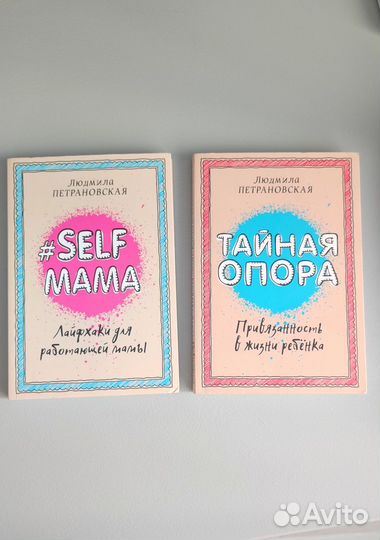 Людмила
ПЕТРАНОВСКАЯ
#SELF
МАМА
Лайфхаки для
работающей мамы
Людмила
ПЕТРАНОВСКАЯ
ТАЙНАЯ
ОПОРА
Привязанность
в жизни ребёнка
Avito